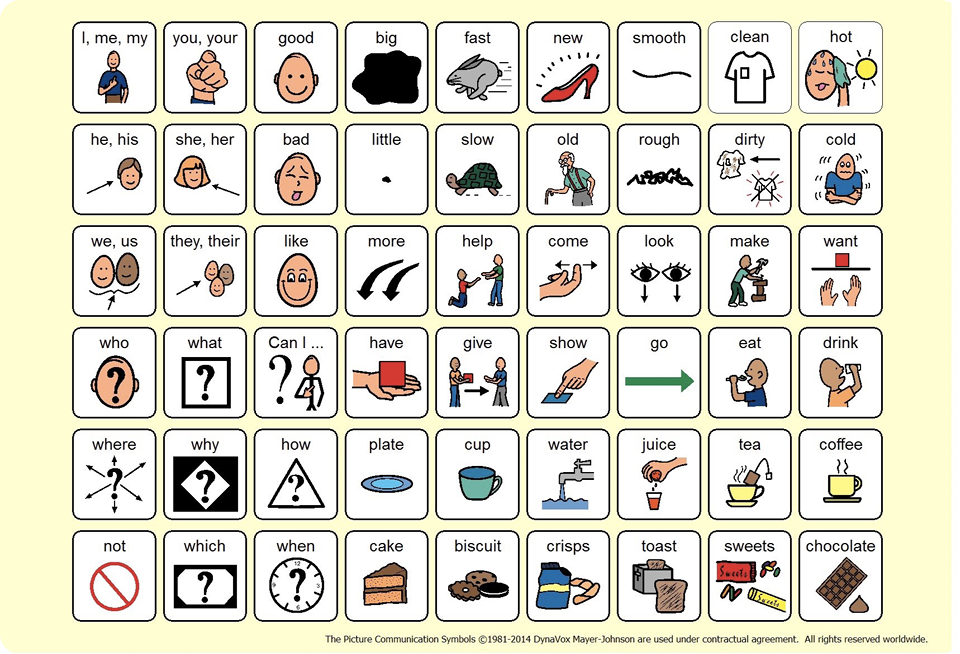 I, me, my
you, your
good
big
fast
new
smooth
clean
hot
he, his
she, her
bad
little
slow
old
rough
dirty
cold
we, us
they, their
like
more
help
come
look
make
want
who
what
Can I ...
have
give
show
go
eat
drink
?
?
?
where
why
how
plate
cup
water
juice
tea
coffee
?
?
?
not
which
when
cake
biscuit
crisps
toast
sweets
chocolate
?
12
?
9
3
6
Sweets
Sweets
The Picture Communication Symbols ©1981-2014 DynaVox Mayer-Johnson are used under contractual agreement. All rights reserved worldwide.